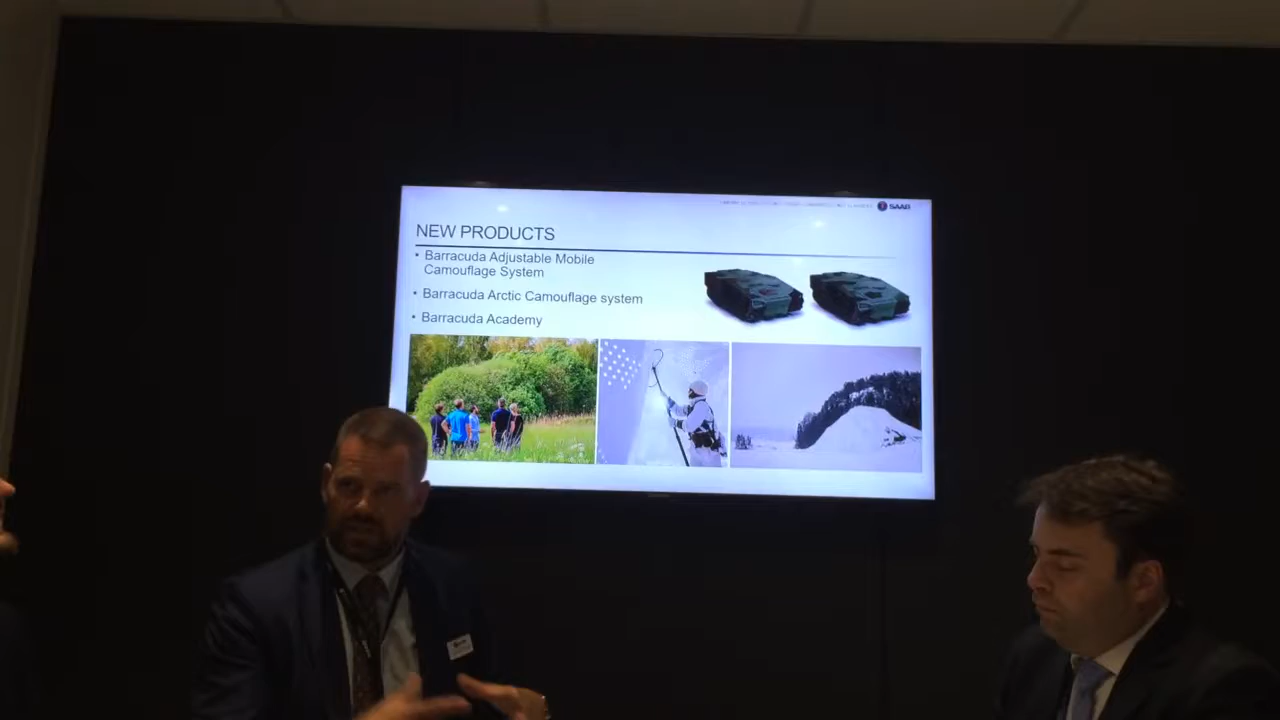 SAAB
NEW PRODUCTS
• Barracuda Adjustable Mobile
Camouflage System
• Barracuda Arctic Camouflage system
• Barracuda Academy